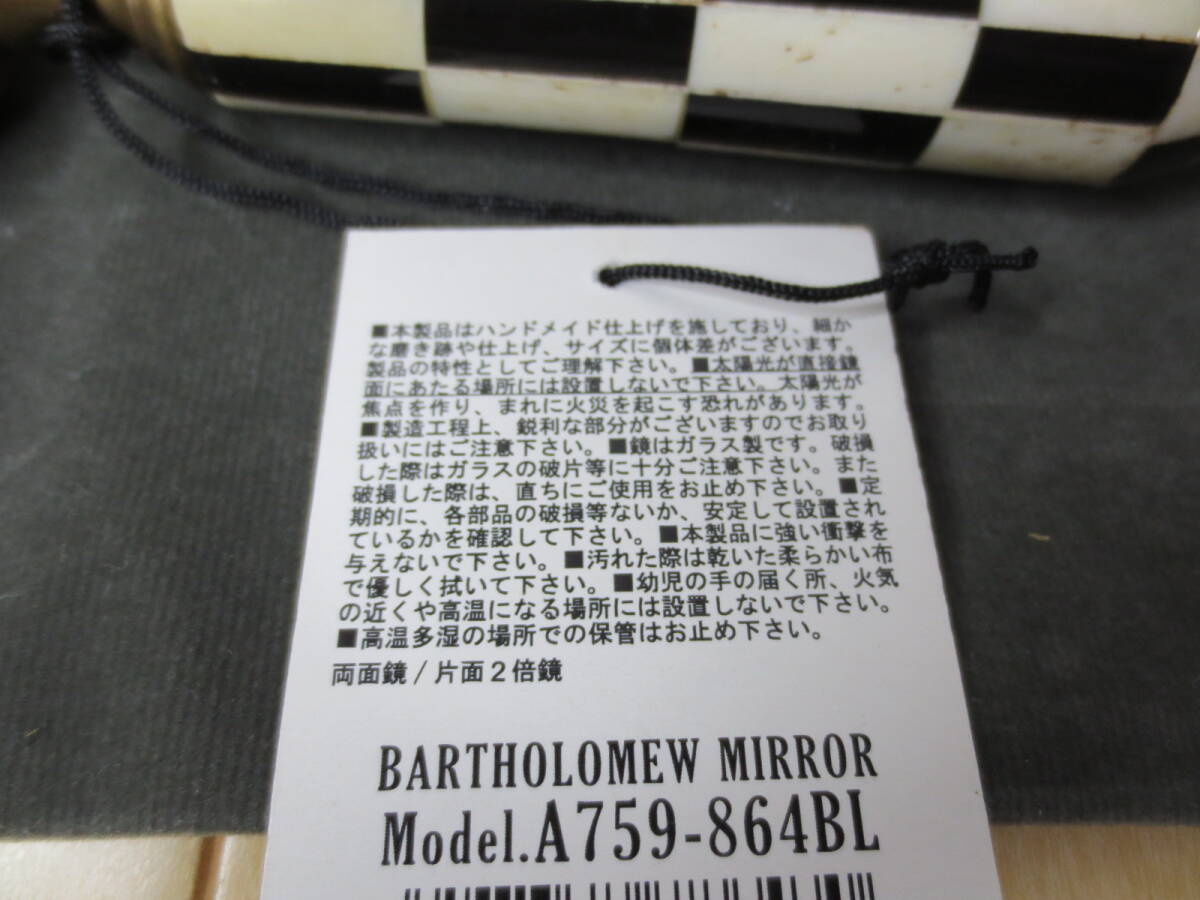 ■本製品はハンドメイド仕上げを施しており、細か
な磨き跡や仕上げ、サイズに個体差がございます。
製品の特性としてご理解下さい。■太陽光が直接鏡
面にあたる場所には設置しないで下さい。太陽光が
焦点を作り、まれに火災を起こす恐れがあります。
■製造工程上、鋭利な部分がございますのでお取り
扱いにはご注意下さい。■鏡はガラス製です。破損
した際はガラスの破片等に十分ご注意下さい。また
破損した際は、直ちにご使用をお止め下さい。■定
期的に、各部品の破損等ないか、安定して設置され
ているかを確認して下さい。■本製品に強い衝撃を
与えないで下さい。■汚れた際は乾いた柔らかい布
で優しく拭いて下さい。■幼児の手の届く所、火気
の近くや高温になる場所には設置しないで下さい。
■高温多湿の場所での保管はお止め下さい。
両面鏡/片面2倍鏡
BARTHOLOMEW MIRROR
Model.A759-864BL